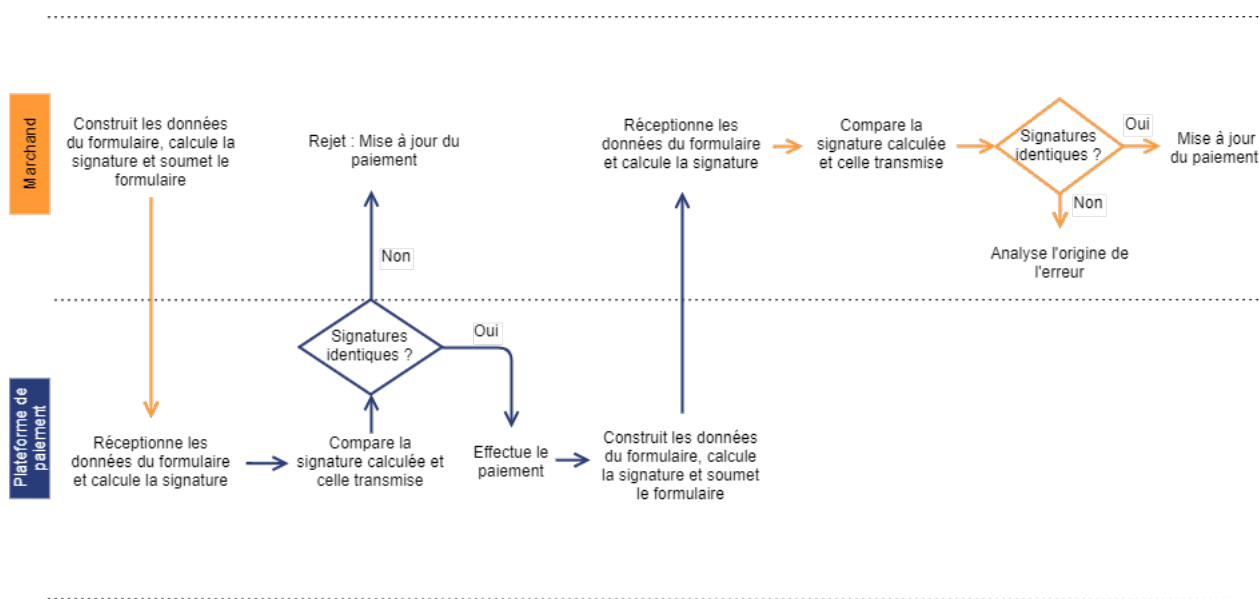 Marchand
Construit les données
du formulaire, calcule la
signature et soumet le
formulaire
Rejet : Mise à jour du
paiement
Réceptionne les
données du formulaire
et calcule la signature
Compare la
signature calculée
et celle transmise
Signatures
identiques ?
Oui
Mise à jour
du paiement
Non
Analyse l'origine de
l'erreur
Non
Signatures
identiques ?
Oui
Plateforme de
paiement
Réceptionne les
données du formulaire
et calcule la signature
Compare la
signature calculée et
celle transmise
Effectue le
paiement
Construit les données
du formulaire, calcule
la signature et soumet
le formulaire